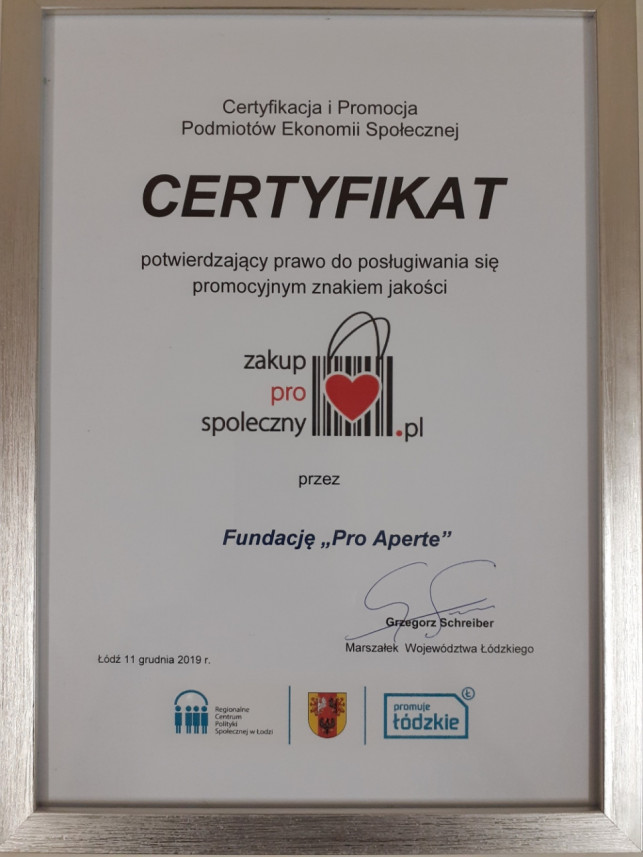 Certyfikacja i Promocja
Podmiotów Ekonomii Społecznej
CERTYFIKAT
potwierdzający prawo do posługiwania się
promocyjnym znakiem jakości
zakup
pro
spoleczny.pl
przez
Fundację „Pro Aperte”
Grzegorz Schreiber
Marszałek Województwa Łódzkiego
Łódź 11 grudnia 2019 r.
Regionalne
Centrum
Polityki
Społecznej w Łodzi
promuje
łódzkie
Ł